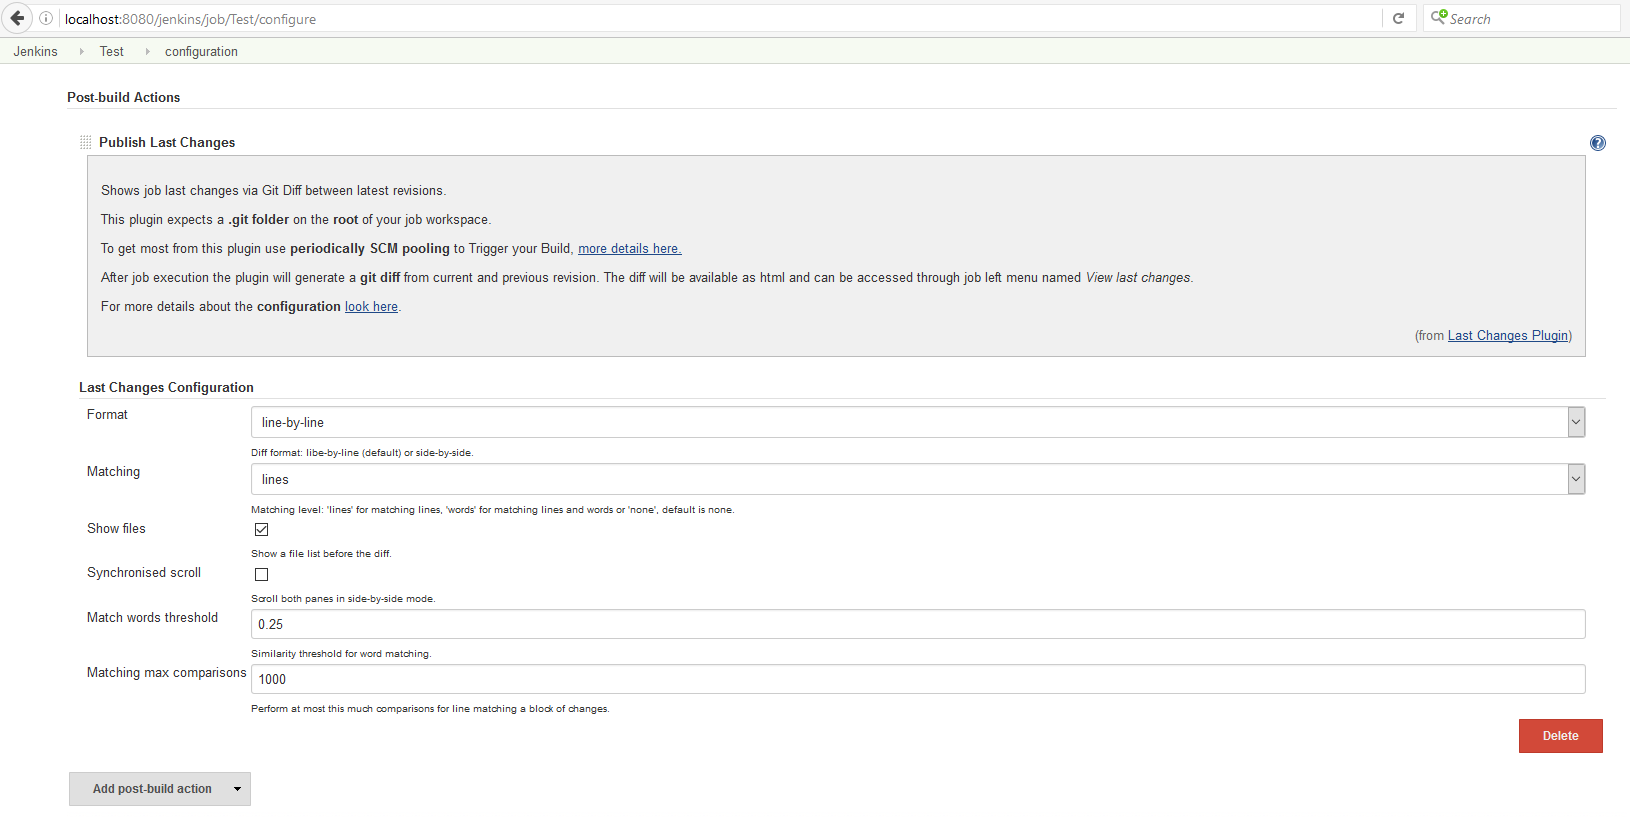 localhost:8080/jenkins/job/Test/configure
Search
Jenkins Test configuration
Post-build Actions
Publish Last Changes
Shows job last changes via Git Diff between latest revisions.
This plugin expects a .git folder on the root of your job workspace.
To get most from this plugin use periodically SCM pooling to Trigger your Build, more details here.
After job execution the plugin will generate a git diff from current and previous revision. The diff will be available as html and can be accessed through job left menu named View last changes.
For more details about the configuration look here.
(from Last Changes Plugin)
Last Changes Configuration
Format
line-by-line
Diff format: libe-by-line (default) or side-by-side.
Matching
lines
Matching level: 'lines' for matching lines, 'words' for matching lines and words or 'none', default is none.
Show files
Show a file list before the diff.
Synchronised scroll
Scroll both panes in side-by-side mode.
Match words threshold
0.25
Similarity threshold for word matching.
Matching max comparisons
1000
Perform at most this much comparisons for line matching a block of changes.
Delete
Add post-build action